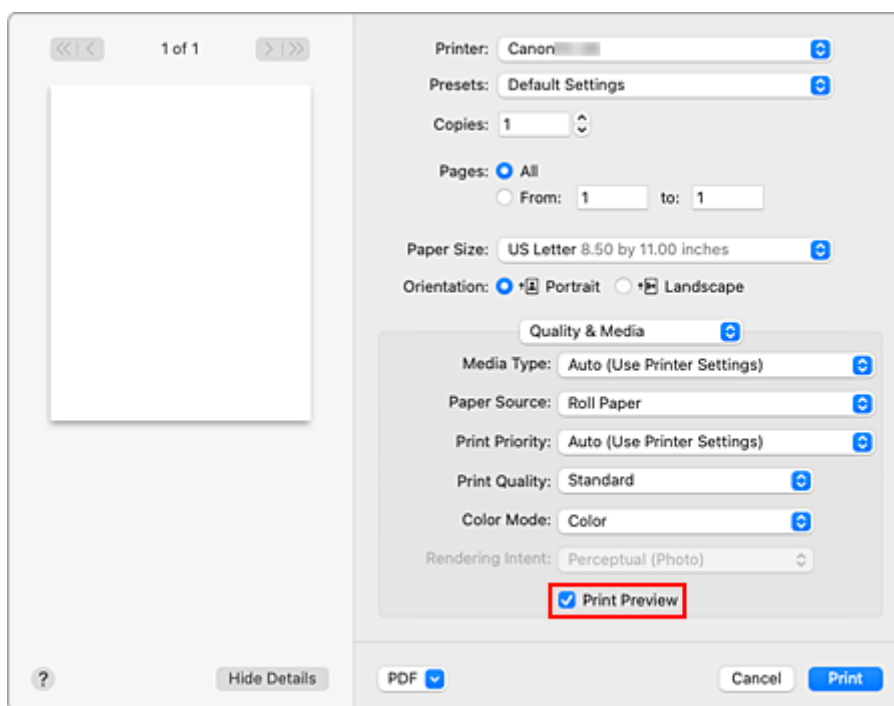 1 of 1
Printer: Canon
Presets: Default Settings
Copies: 1
Pages: All
From: 1 to: 1
Paper Size: US Letter 8.50 by 11.00 inches
Orientation: Portrait Landscape
Quality & Media
Media Type: Auto (Use Printer Settings)
Paper Source: Roll Paper
Print Priority: Auto (Use Printer Settings)
Print Quality: Standard
Color Mode: Color
Rendering Intent: Perceptual (Photo)
Print Preview
? Hide Details PDF Cancel Print